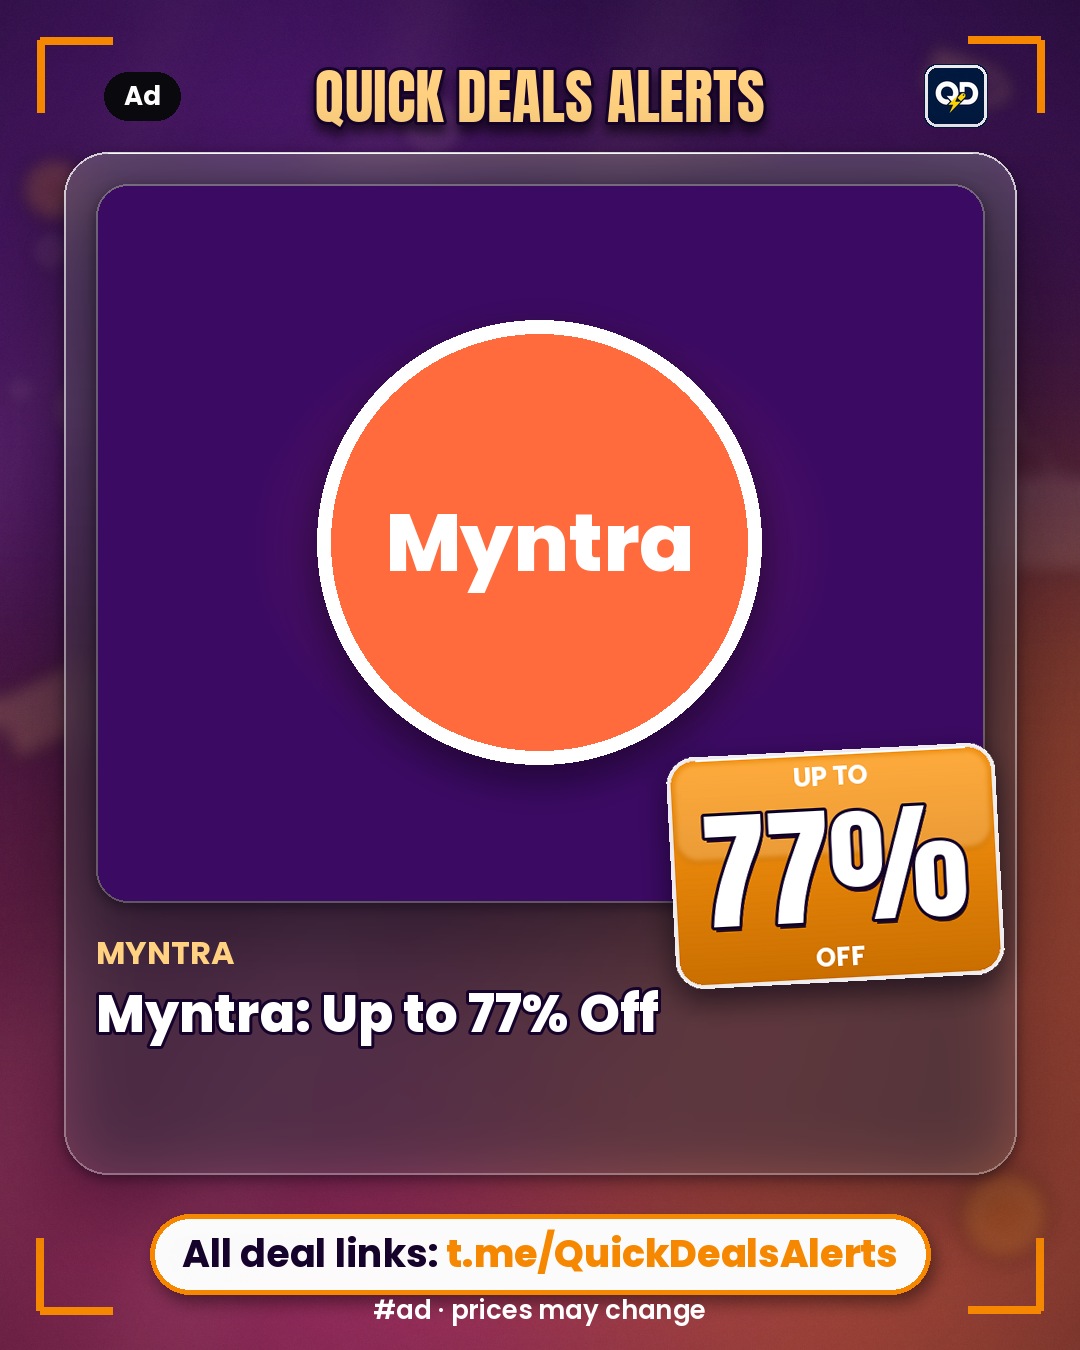 Ad
QUICK DEALS ALERTS
QD
Myntra
UP TO
77%
OFF
MYNTRA
Myntra: Up to 77% Off
All deal links: t.me/QuickDealsAlerts
#ad · prices may change